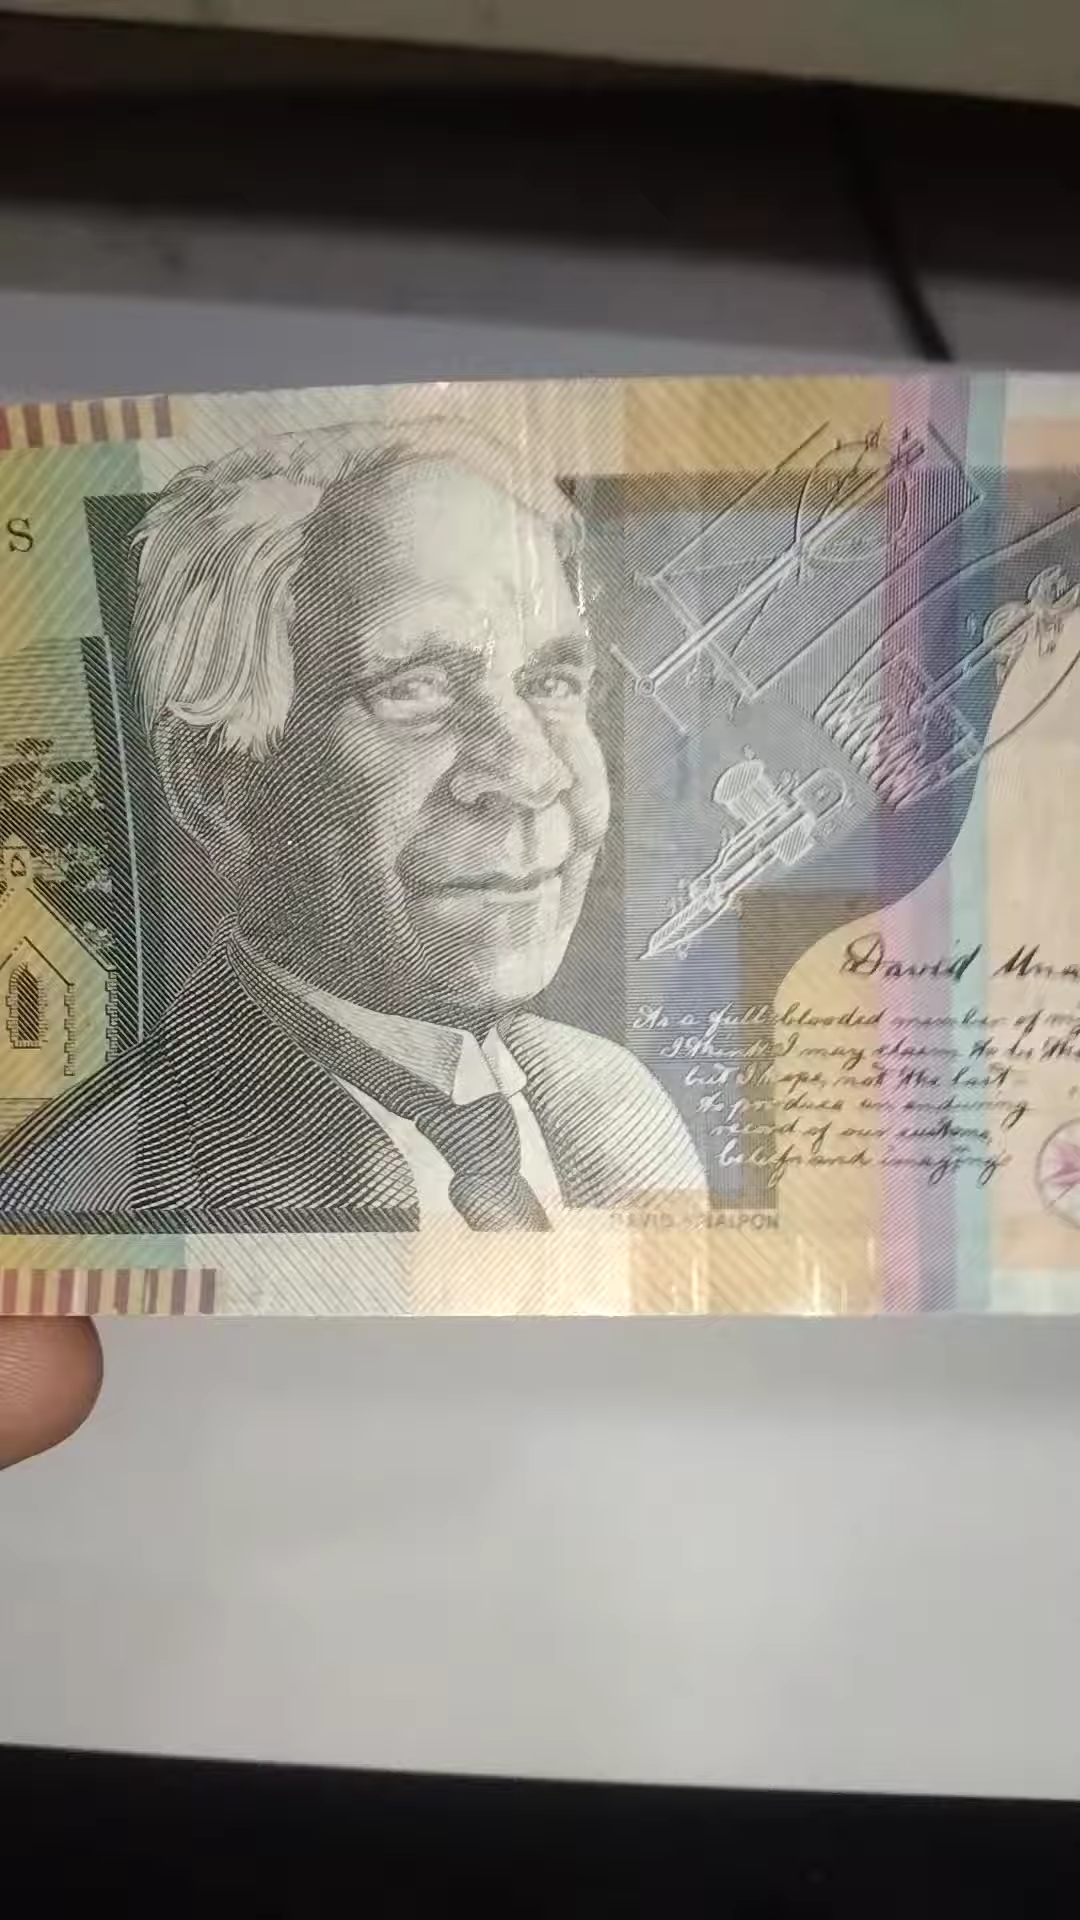 S
David
As a full-blooded member of my
I think I may claim to be the
but I hope, not the last
to produce an enduring
record of our customs,
beliefs and imaginings
DAVID UNAIPON